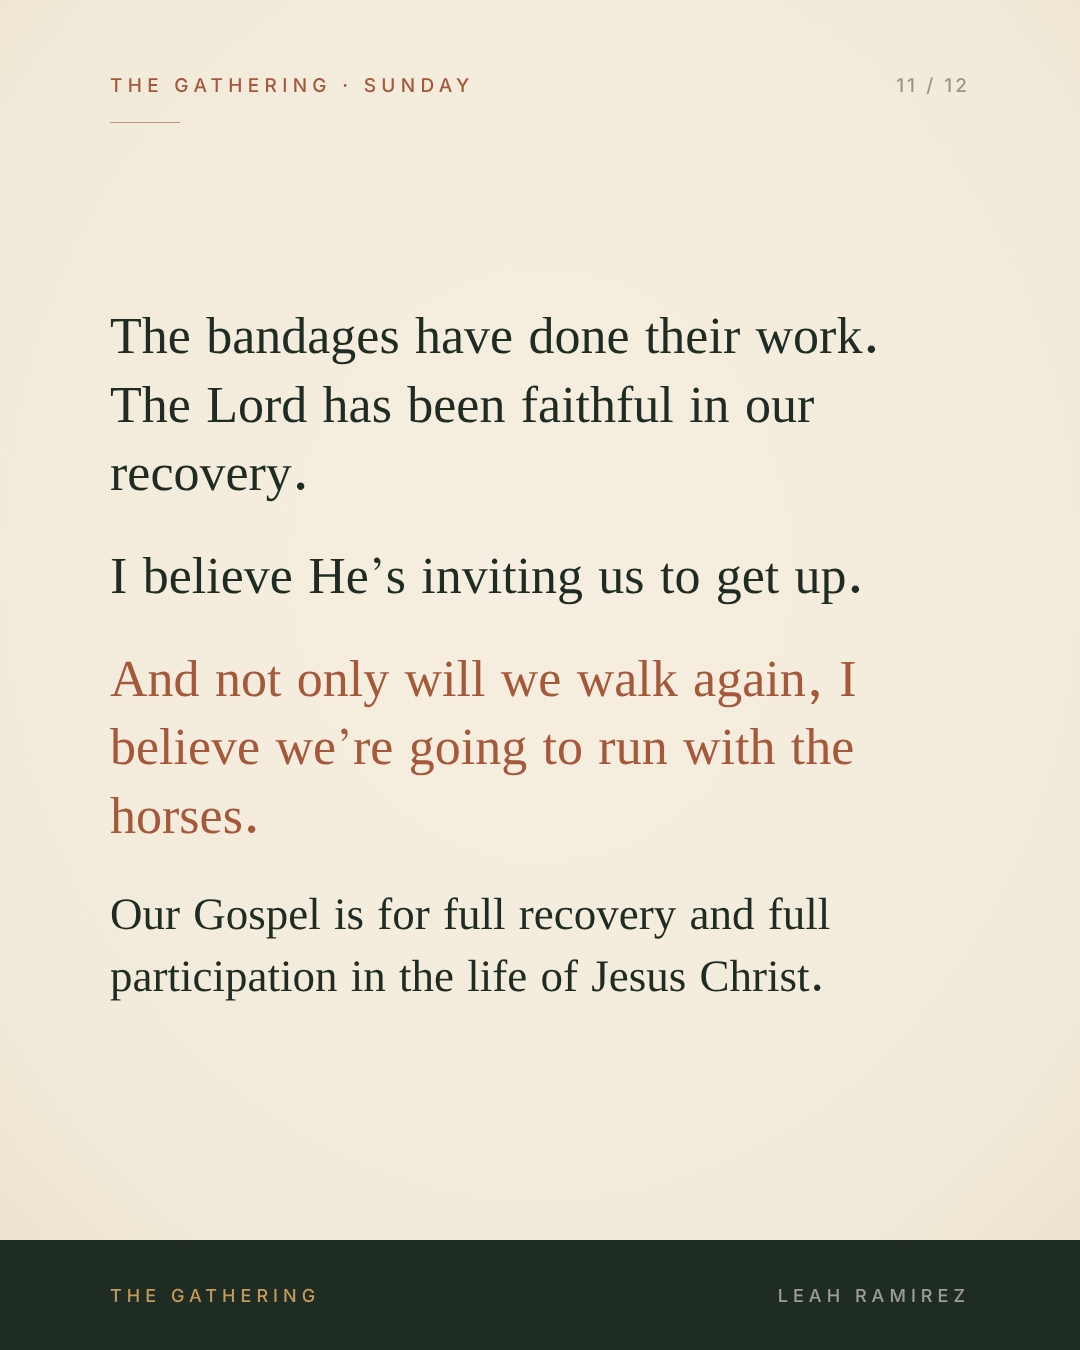 THE GATHERING · SUNDAY
11 / 12
The bandages have done their work.
The Lord has been faithful in our
recovery.
I believe He’s inviting us to get up.
And not only will we walk again, I
believe we’re going to run with the
horses.
Our Gospel is for full recovery and full
participation in the life of Jesus Christ.
THE GATHERING
LEAH RAMIREZ